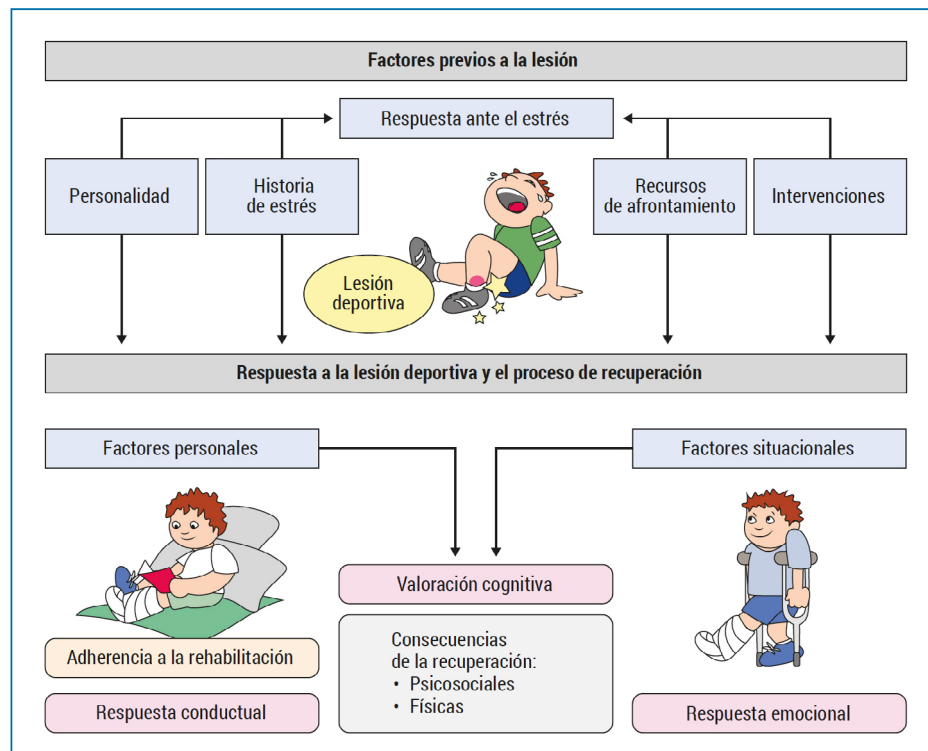 Factores previos a la lesión
Respuesta ante el estrés
Personalidad
Historia
de estrés
Recursos
de afrontamiento
Intervenciones
Lesión
deportiva
Respuesta a la lesión deportiva y el proceso de recuperación
Factores personales
Factores situacionales
Valoración cognitiva
Adherencia a la rehabilitación
Respuesta conductual
Consecuencias
de la recuperación:
• Psicosociales
• Físicas
Respuesta emocional